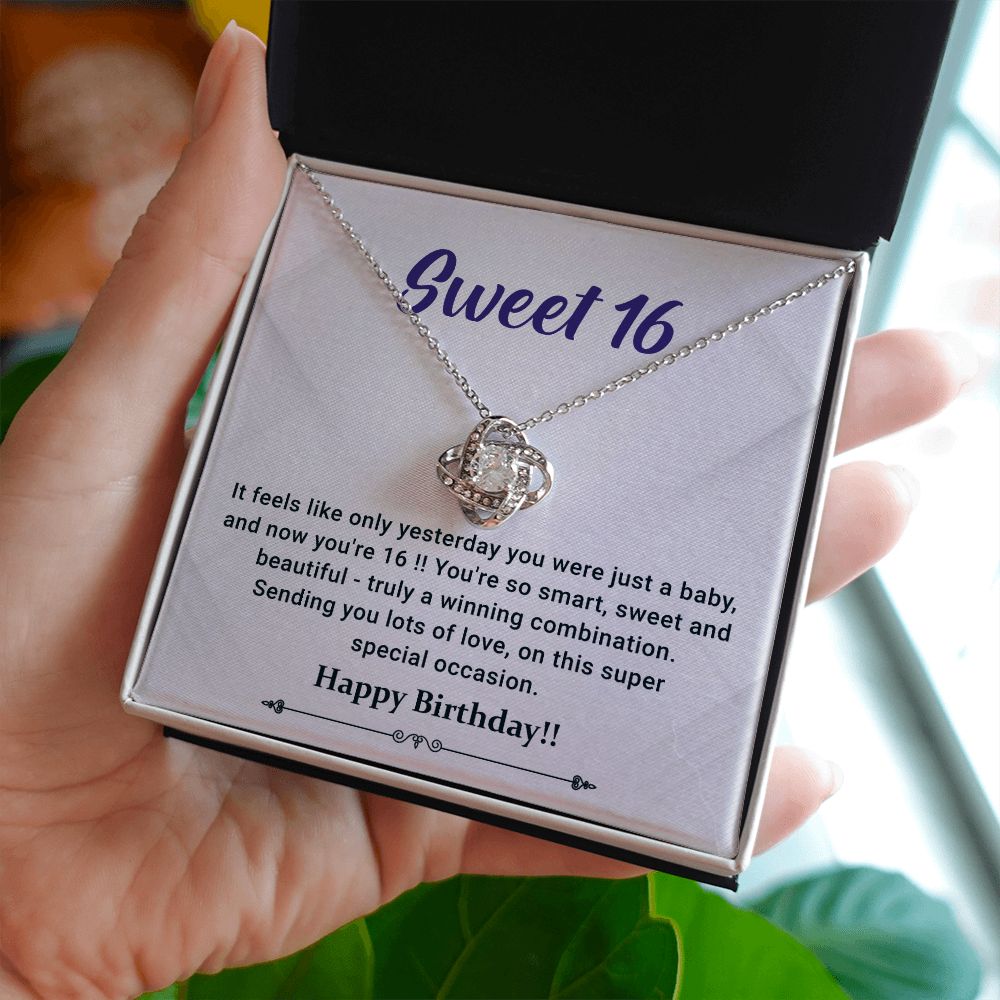 Sweet 16
It feels like only yesterday you were just a baby,
and now you're 16 !! You're so smart, sweet and
beautiful - truly a winning combination.
Sending you lots of love, on this super
special occasion.
Happy Birthday!!